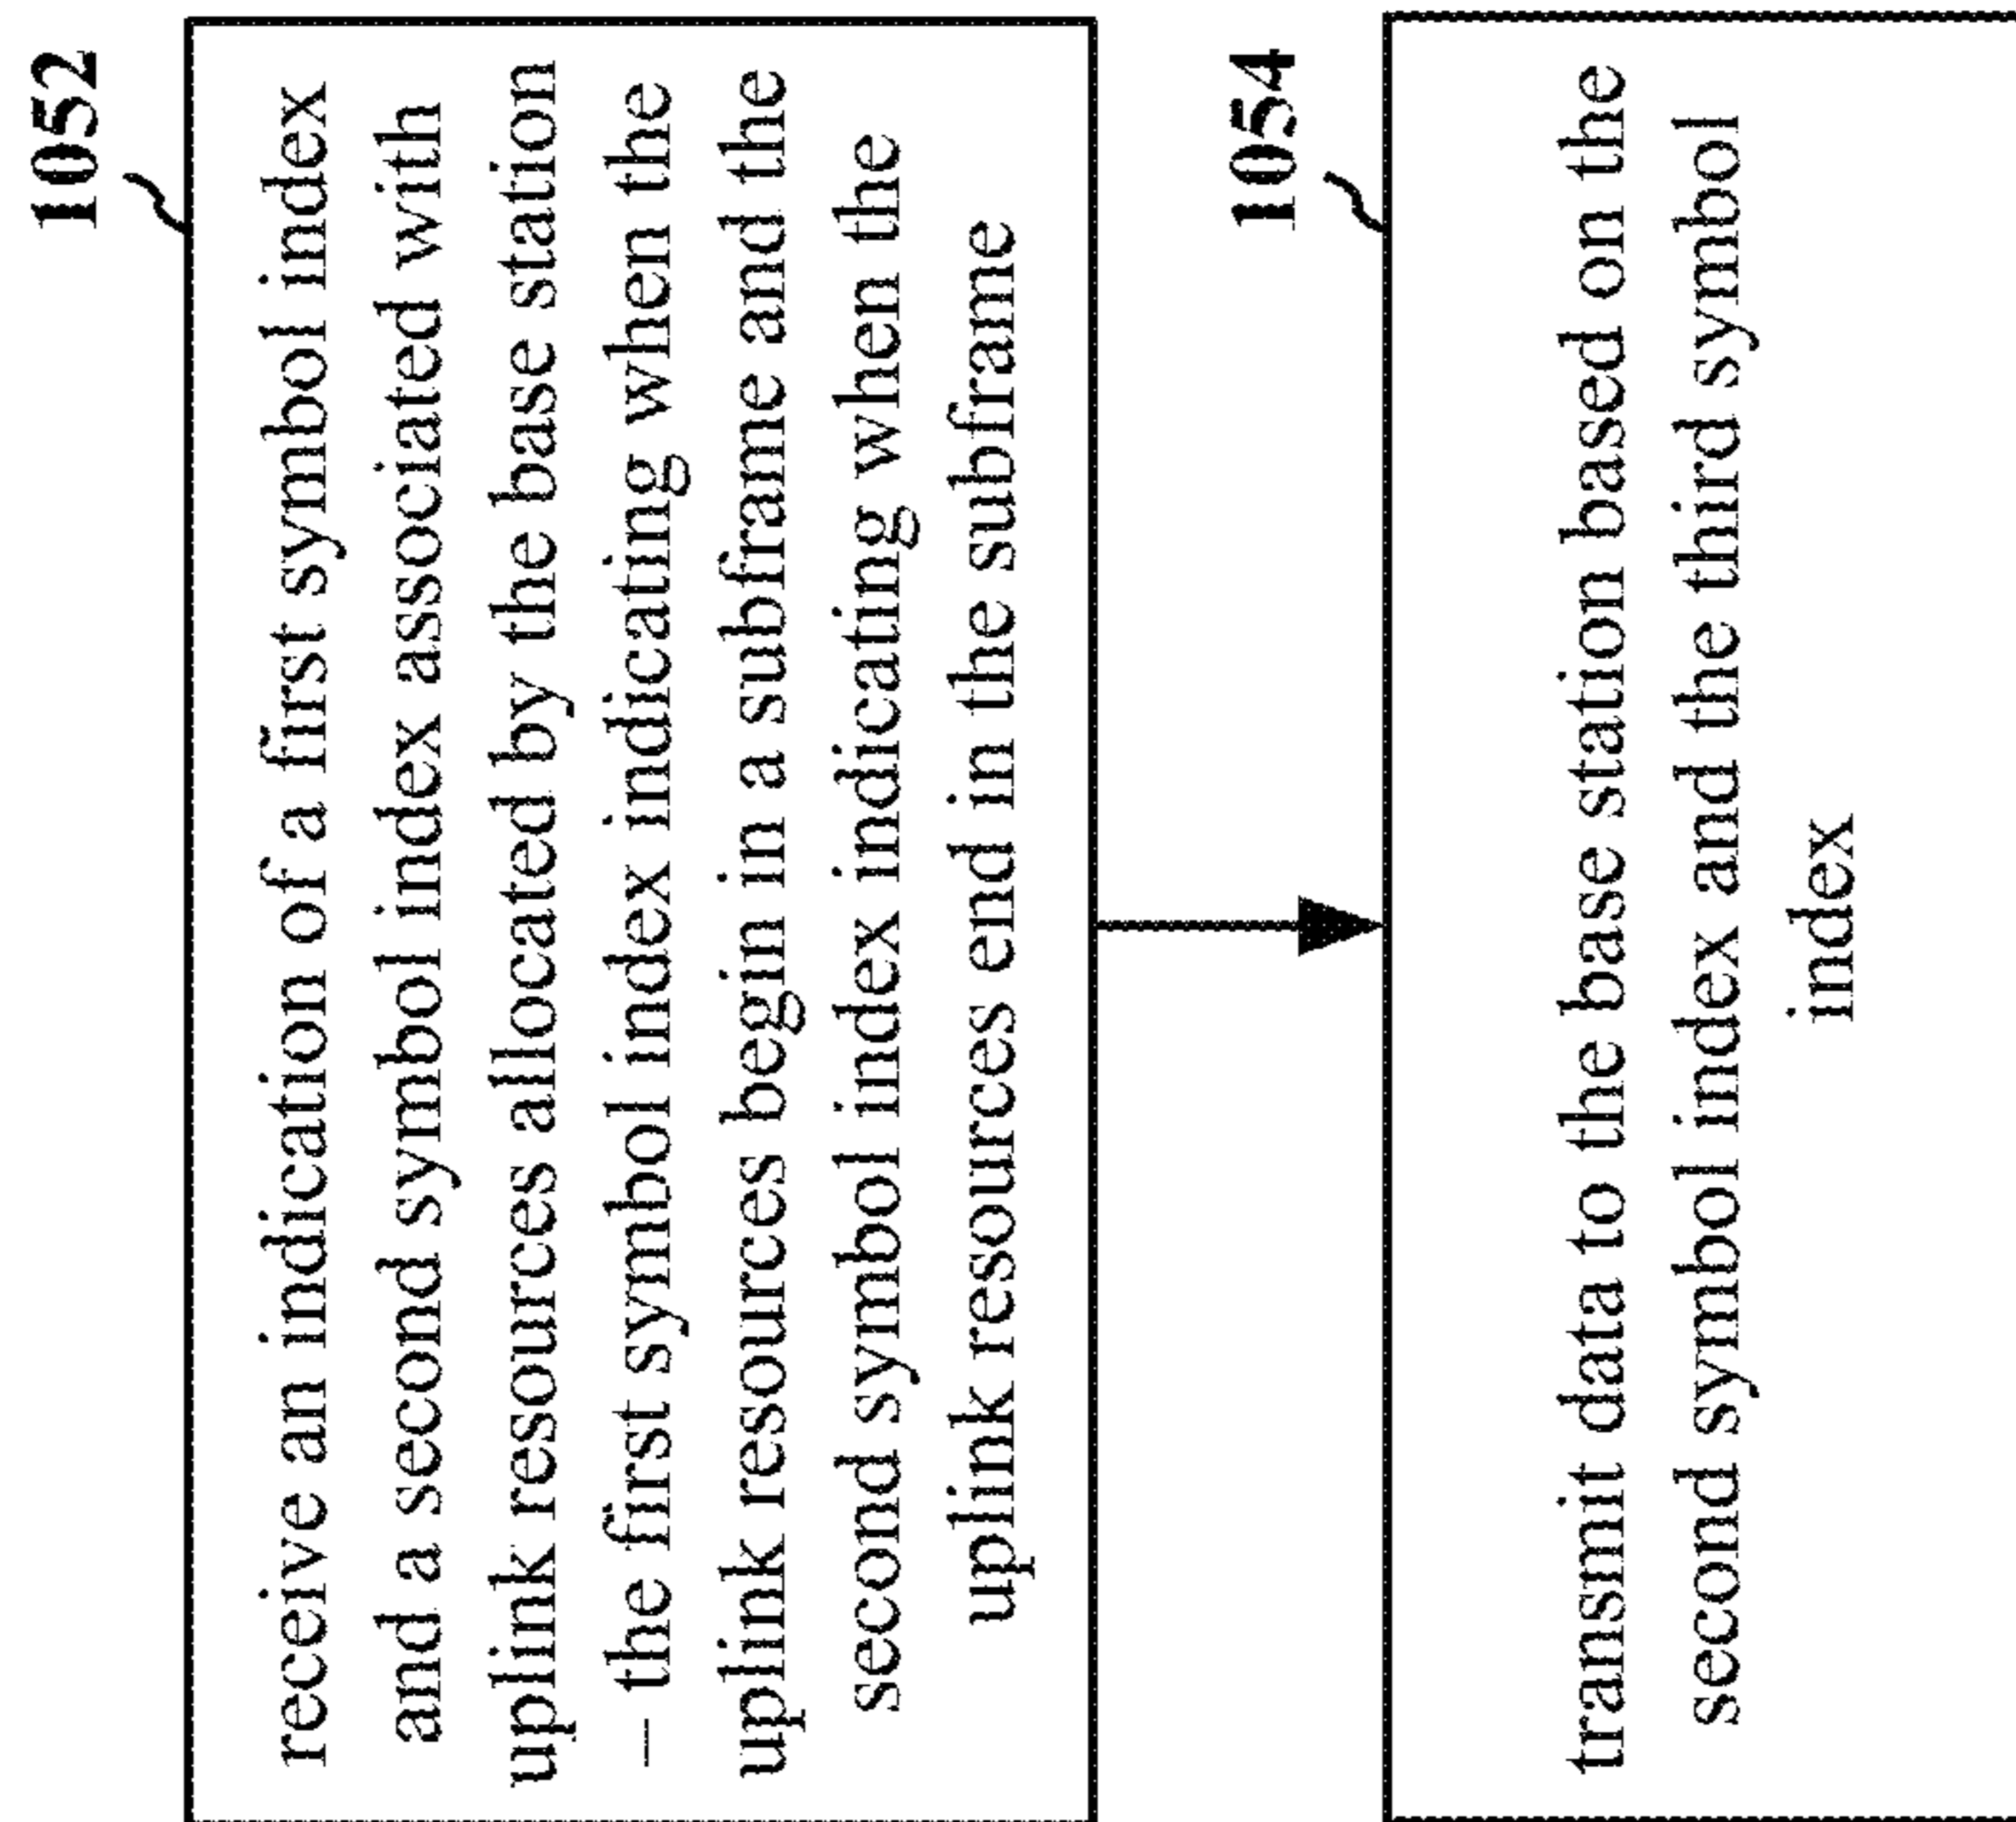 1052
receive an indication of a first symbol index
and a second symbol index associated with
uplink resources allocated by the base station
– the first symbol index indicating when the
uplink resources begin in a subframe and the
second symbol index indicating when the
uplink resources end in the subframe
1054
transmit data to the base station based on the
second symbol index and the third symbol
index